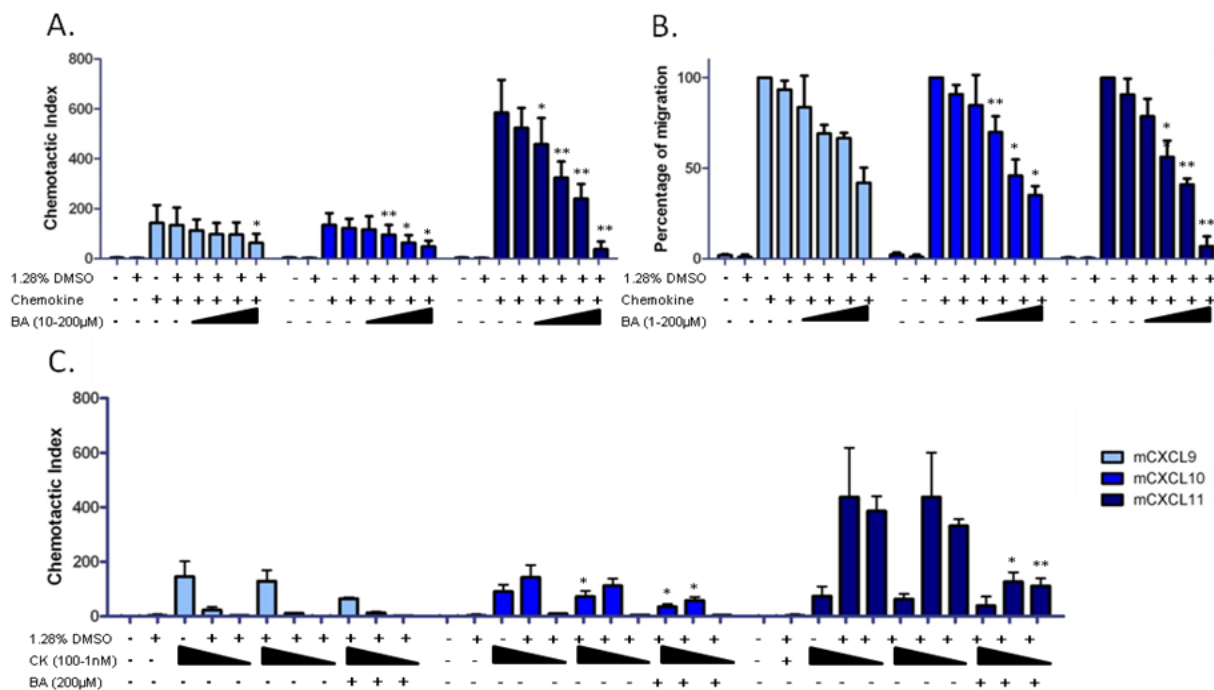 A.
B.
800
600
400
200
0
Chemotactic Index
* * ** * * * ** ** **
100
50
0
Percentage of migration
** * * * * ** **
1.28% DMSO
Chemokine - - + + + + + + - - + + + + + + - - + + + + + +
BA (10-200µM) - - - - - - - - - - - -
1.28% DMSO
Chemokine - - + + + + + + - - + + + + + + - - + + + + + +
BA (1-200µM) - - - - - - - - - - - -
C.
800
600
400
200
0
Chemotactic Index
* * * * **
mCXCL9
mCXCL10
mCXCL11
1.28% DMSO
CK (100-1nM)
BA (200µM)